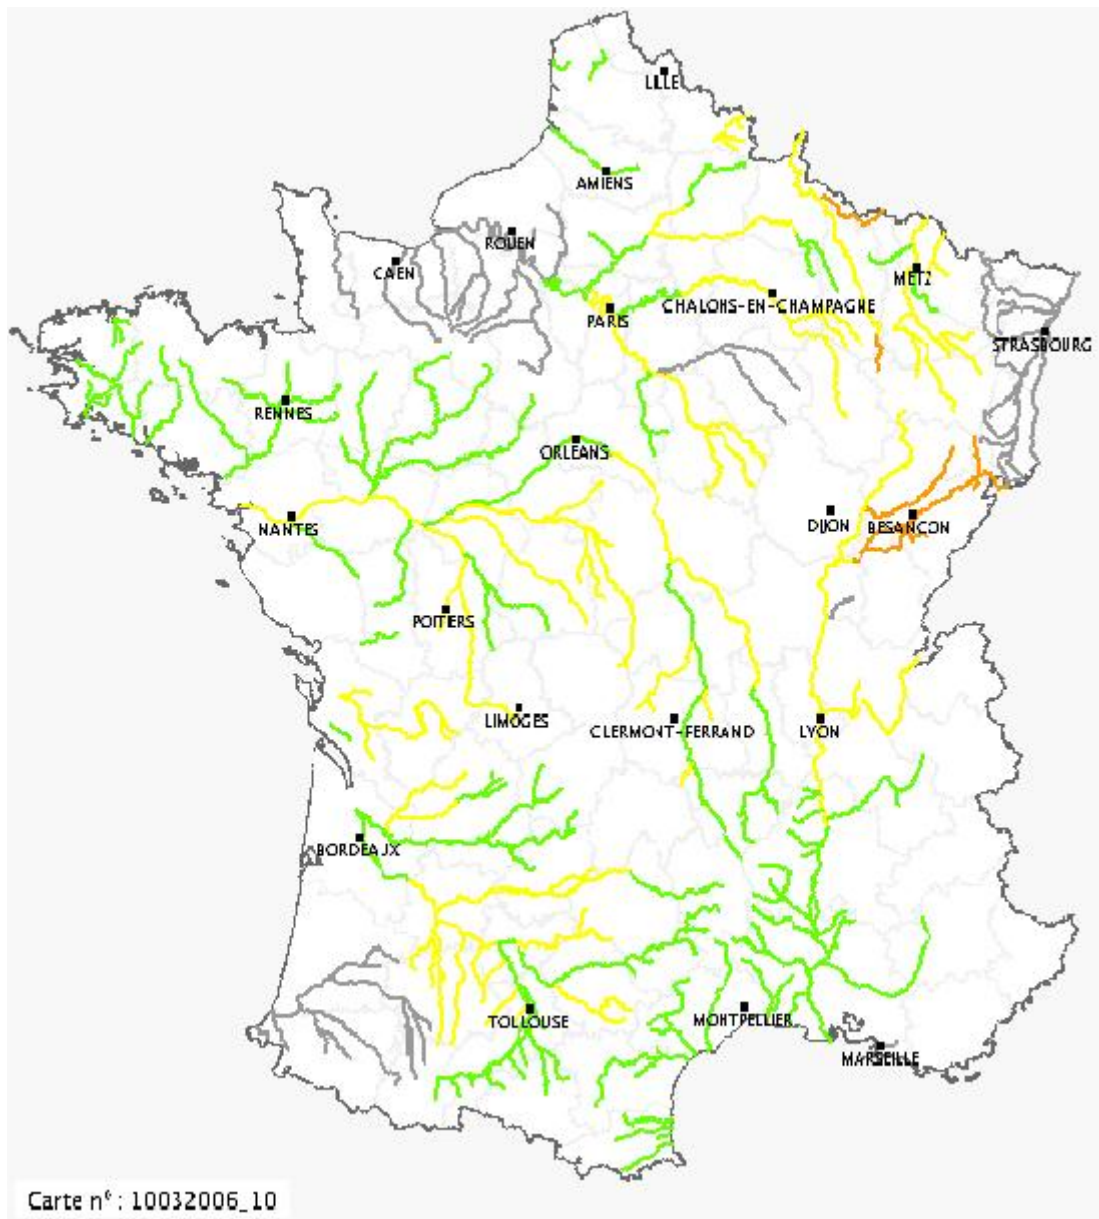 LILLE
AMIENS
ROUEN
CAEN
METZ
PARIS
CHALONS-EN-CHAMPAGNE
STRASBOURG
RENNES
ORLEANS
NANTES
DIJON
BESANCON
POITIERS
LIMOGES
CLERMONT-FERRAND
LYON
BORDEAUX
TOULOUSE
MONTPELLIER
MARSEILLE
Carte n° : 10032006_10